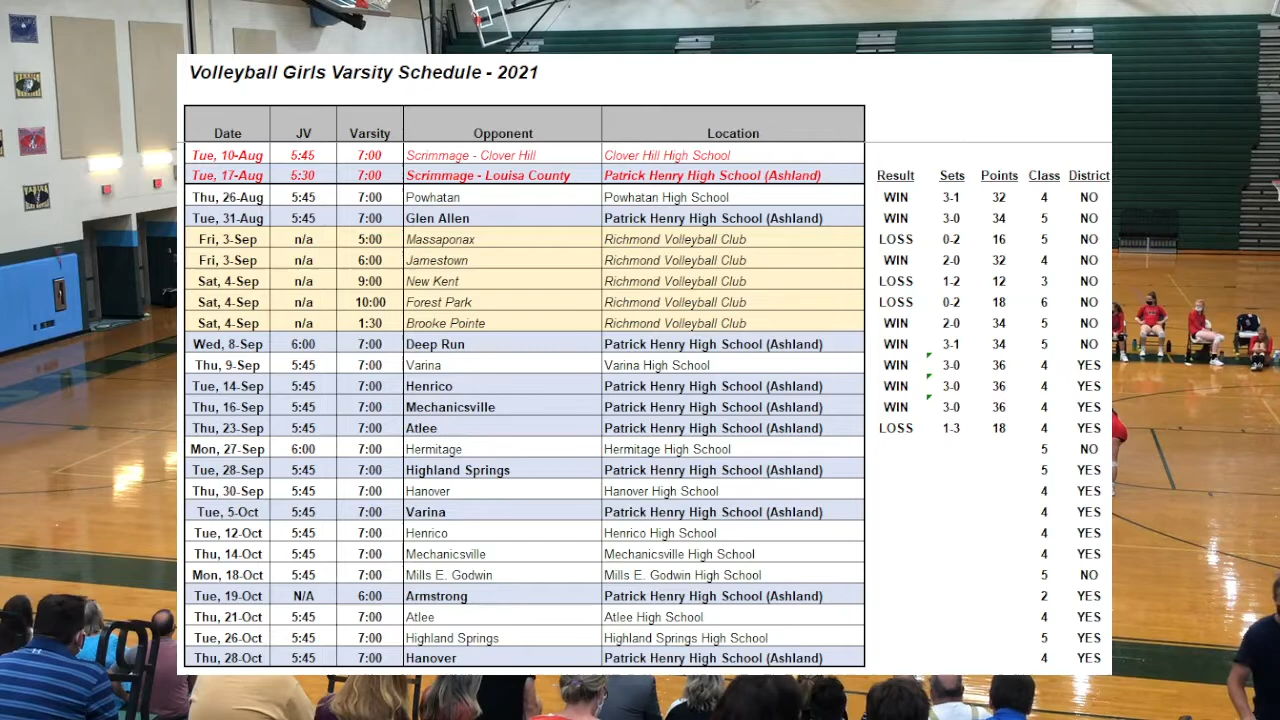 Volleyball Girls Varsity Schedule - 2021
Date JV Varsity Opponent Location
Tue, 10-Aug 5:45 7:00 Scrimmage - Clover Hill Clover Hill High School
Tue, 17-Aug 5:30 7:00 Scrimmage - Louisa County Patrick Henry High School (Ashland) Result Sets Points Class District
Thu, 26-Aug 5:45 7:00 Powhatan Powhatan High School WIN 3-1 32 4 NO
Tue, 31-Aug 5:45 7:00 Glen Allen Patrick Henry High School (Ashland) WIN 3-0 34 5 NO
Fri, 3-Sep n/a 5:00 Massaponax Richmond Volleyball Club LOSS 0-2 16 5 NO
Fri, 3-Sep n/a 6:00 Jamestown Richmond Volleyball Club WIN 2-0 32 4 NO
Sat, 4-Sep n/a 9:00 New Kent Richmond Volleyball Club LOSS 1-2 12 3 NO
Sat, 4-Sep n/a 10:00 Forest Park Richmond Volleyball Club LOSS 0-2 18 6 NO
Sat, 4-Sep n/a 1:30 Brooke Pointe Richmond Volleyball Club WIN 2-0 34 5 NO
Wed, 8-Sep 6:00 7:00 Deep Run Patrick Henry High School (Ashland) WIN 3-1 34 5 NO
Thu, 9-Sep 5:45 7:00 Varina Varina High School WIN 3-0 36 4 YES
Tue, 14-Sep 5:45 7:00 Henrico Patrick Henry High School (Ashland) WIN 3-0 36 4 YES
Thu, 16-Sep 5:45 7:00 Mechanicsville Patrick Henry High School (Ashland) WIN 3-0 36 4 YES
Thu, 23-Sep 5:45 7:00 Atlee Patrick Henry High School (Ashland) LOSS 1-3 18 4 YES
Mon, 27-Sep 6:00 7:00 Hermitage Hermitage High School 5 NO
Tue, 28-Sep 5:45 7:00 Highland Springs Patrick Henry High School (Ashland) 5 YES
Thu, 30-Sep 5:45 7:00 Hanover Hanover High School 4 YES
Tue, 5-Oct 5:45 7:00 Varina Patrick Henry High School (Ashland) 4 YES
Tue, 12-Oct 5:45 7:00 Henrico Henrico High School 4 YES
Thu, 14-Oct 5:45 7:00 Mechanicsville Mechanicsville High School 4 YES
Mon, 18-Oct 5:45 7:00 Mills E. Godwin Mills E. Godwin High School 5 NO
Tue, 19-Oct N/A 6:00 Armstrong Patrick Henry High School (Ashland) 2 YES
Thu, 21-Oct 5:45 7:00 Atlee Atlee High School 4 YES
Tue, 26-Oct 5:45 7:00 Highland Springs Highland Springs High School 5 YES
Thu, 28-Oct 5:45 7:00 Hanover Patrick Henry High School (Ashland) 4 YES
HENRICO
VARINA